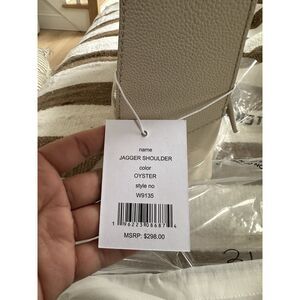 name
JAGGER SHOULDER
color
OYSTER
style no
W9135
MSRP: $298.00